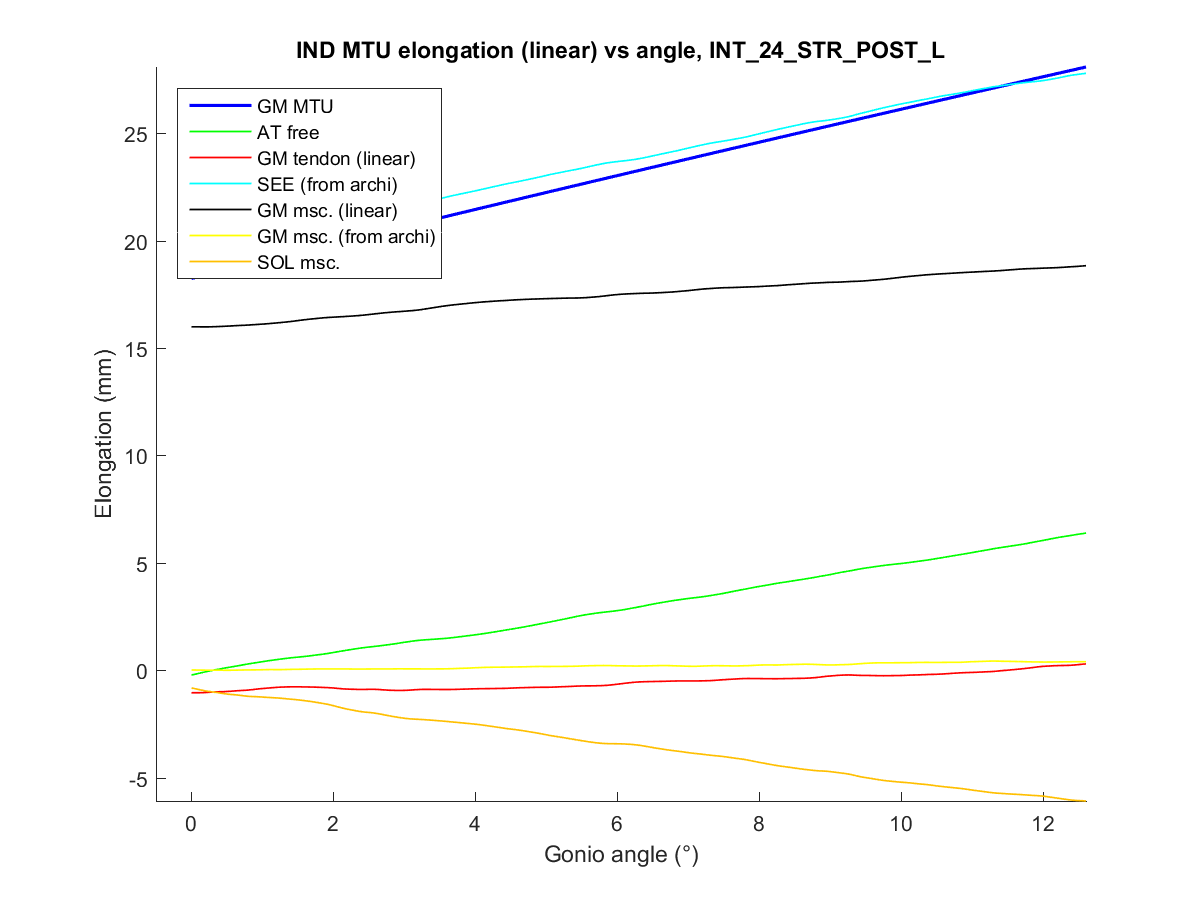 IND MTU elongation (linear) vs angle, INT_24_STR_POST_L
GM MTU
AT free
GM tendon (linear)
SEE (from archi)
GM msc. (linear)
GM msc. (from archi)
SOL msc.
25
20
15
10
5
0
-5
Elongation (mm)
0 2 4 6 8 10 12
Gonio angle (°)